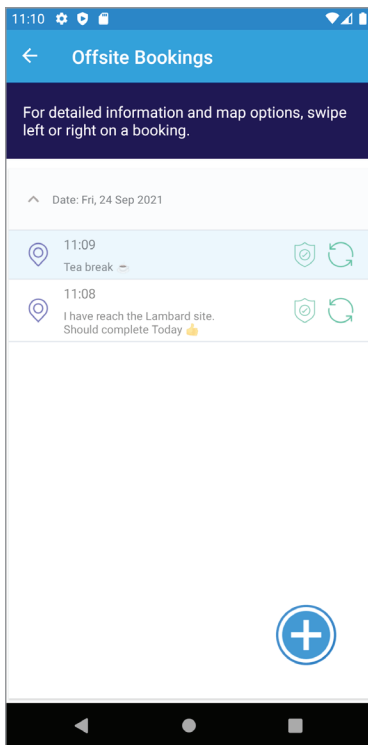 11:10
Offsite Bookings
For detailed information and map options, swipe
left or right on a booking.
Date: Fri, 24 Sep 2021
11:09
Tea break ☕
11:08
I have reach the Lambard site.
Should complete Today 👍